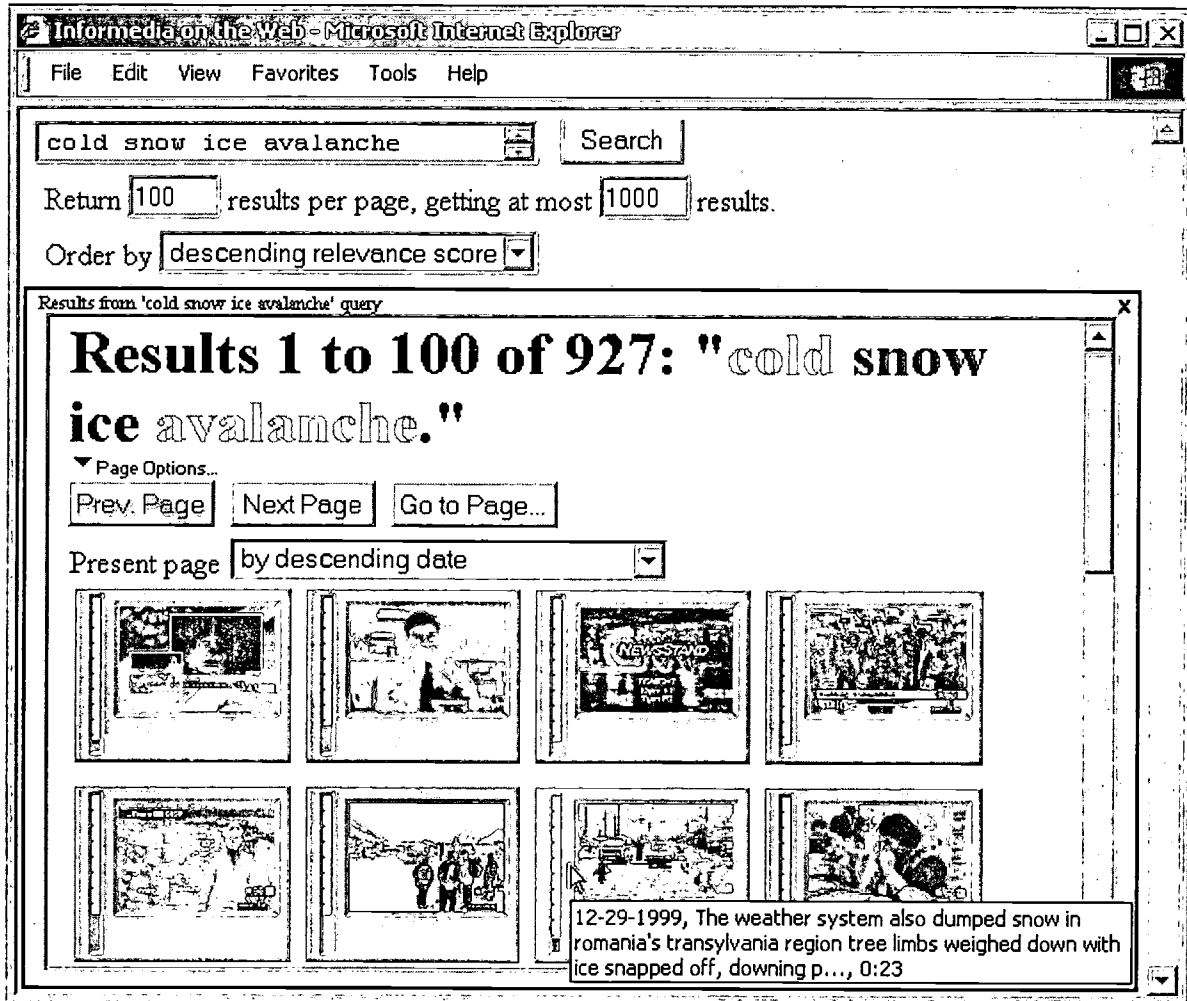 Informedia on the Web - Microsoft Internet Explorer
File Edit View Favorites Tools Help
cold snow ice avalanche Search
Return 100 results per page, getting at most 1000 results.
Order by descending relevance score
Results from 'cold snow ice avalanche' query X
Results 1 to 100 of 927: "cold snow
ice avalanche."
Page Options...
Prev. Page Next Page Go to Page...
Present page by descending date
NEWSSTAND
12-29-1999, The weather system also dumped snow in
romania's transylvania region tree limbs weighed down with
ice snapped off, downing p..., 0:23